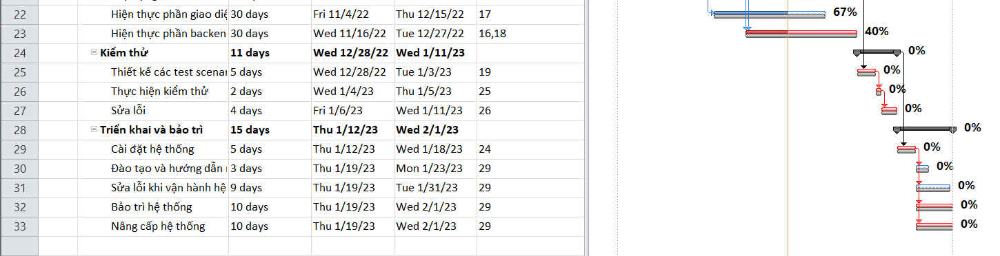 22 Hiện thực phần giao diệ 30 days Fri 11/4/22 Thu 12/15/22 17 67%
23 Hiện thực phần backen 30 days Wed 11/16/22 Tue 12/27/22 16,18 40%
24 Kiểm thử 11 days Wed 12/28/22 Wed 1/11/23 0%
25 Thiết kế các test scenar 5 days Wed 12/28/22 Tue 1/3/23 19 0%
26 Thực hiện kiểm thử 2 days Wed 1/4/23 Thu 1/5/23 25 0%
27 Sửa lỗi 4 days Fri 1/6/23 Wed 1/11/23 26 0%
28 Triển khai và bảo trì 15 days Thu 1/12/23 Wed 2/1/23 0%
29 Cài đặt hệ thống 5 days Thu 1/12/23 Wed 1/18/23 24 0%
30 Đào tạo và hướng dẫn 3 days Thu 1/19/23 Mon 1/23/23 29 0%
31 Sửa lỗi khi vận hành hệ 9 days Thu 1/19/23 Tue 1/31/23 29 0%
32 Bảo trì hệ thống 10 days Thu 1/19/23 Wed 2/1/23 29 0%
33 Nâng cấp hệ thống 10 days Thu 1/19/23 Wed 2/1/23 29 0%